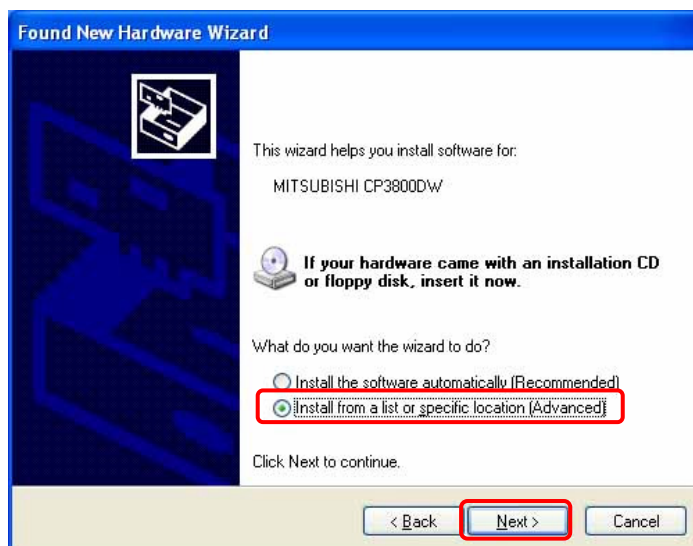 Found New Hardware Wizard
This wizard helps you install software for:
MITSUBISHI CP3800DW
If your hardware came with an installation CD
or floppy disk, insert it now.
What do you want the wizard to do?
Install the software automatically (Recommended)
Install from a list or specific location (Advanced)
Click Next to continue.
< Back
Next >
Cancel